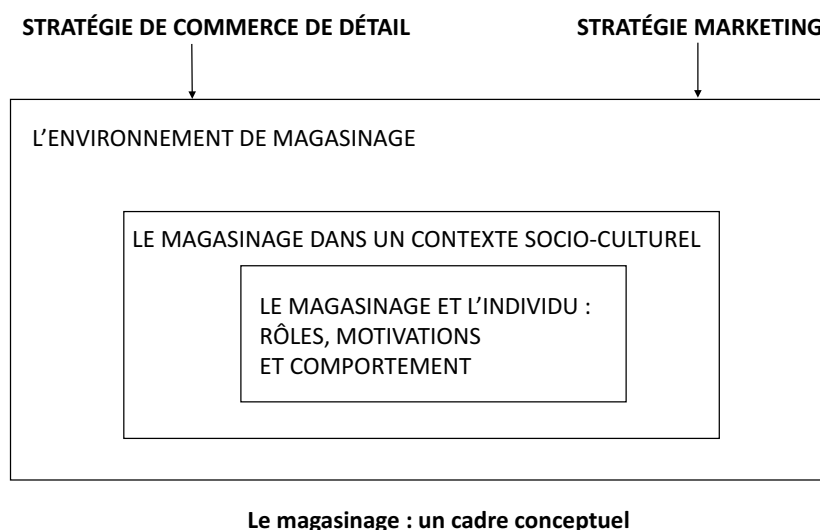 STRATÉGIE DE COMMERCE DE DÉTAIL
STRATÉGIE MARKETING
L’ENVIRONNEMENT DE MAGASINAGE
LE MAGASINAGE DANS UN CONTEXTE SOCIO-CULTUREL
LE MAGASINAGE ET L’INDIVIDU :
RÔLES, MOTIVATIONS
ET COMPORTEMENT
Le magasinage : un cadre conceptuel